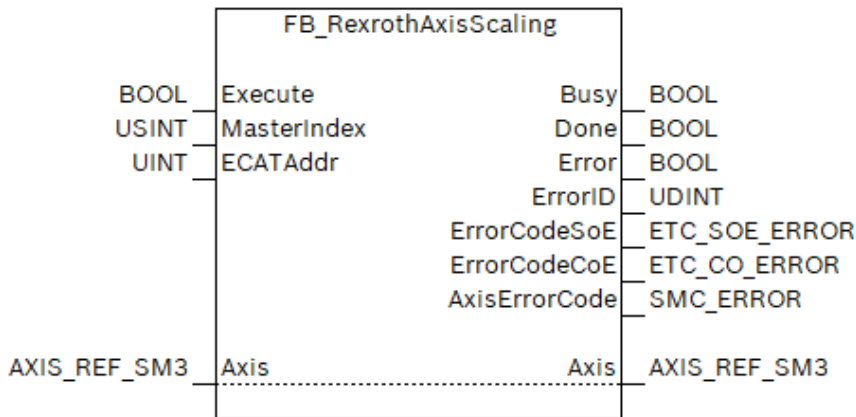 FB_RexrothAxisScaling
BOOL Execute Busy BOOL
USINT MasterIndex Done BOOL
UINT ECATAddr Error BOOL
ErrorID UDINT
ErrorCodeSoE ETC_SOE_ERROR
ErrorCodeCoE ETC_CO_ERROR
AxisErrorCode SMC_ERROR
AXIS_REF_SM3 Axis Axis AXIS_REF_SM3